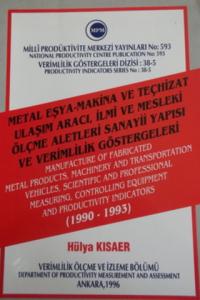 MPM
MİLLİ PRODÜKTİVİTE MERKEZİ YAYINLARI No: 593
NATIONAL PRODUCTIVITY CENTRE PUBLICATION No: 593
VERİMLİLİK GÖSTERGELERİ DİZİSİ : 38-5
PRODUCTIVITY INDICATORS SERIES No : 38-5
METAL EŞYA-MAKİNA VE TEÇHİZAT
ULAŞIM ARACI, İLMİ VE MESLEKİ
ÖLÇME ALETLERİ SANAYİİ YAPISI
VE VERİMLİLİK GÖSTERGELERİ
MANUFACTURE OF FABRICATED
METAL PRODUCTS, MACHINERY AND TRANSPORTATION
VEHICLES, SCIENTIFIC AND PROFESSIONAL
MEASURING, CONTROLLING EQUIPMENT
AND PRODUCTIVITY INDICATORS
(1990 - 1993)
Hülya KISAER
VERİMLİLİK ÖLÇME VE İZLEME BÖLÜMÜ
DEPARTMENT OF PRODUCTIVITY MEASUREMENT AND ASSESSMENT
ANKARA,1996